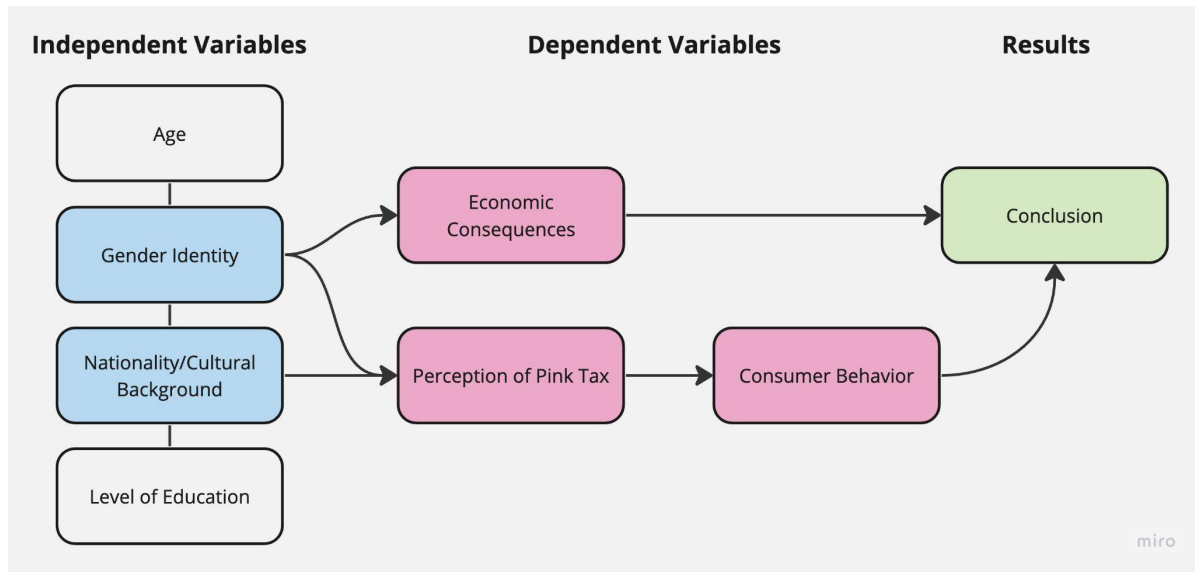 Independent Variables
Dependent Variables
Results
Age
Gender Identity
Nationality/Cultural
Background
Level of Education
Economic
Consequences
Perception of Pink Tax
Consumer Behavior
Conclusion
miro